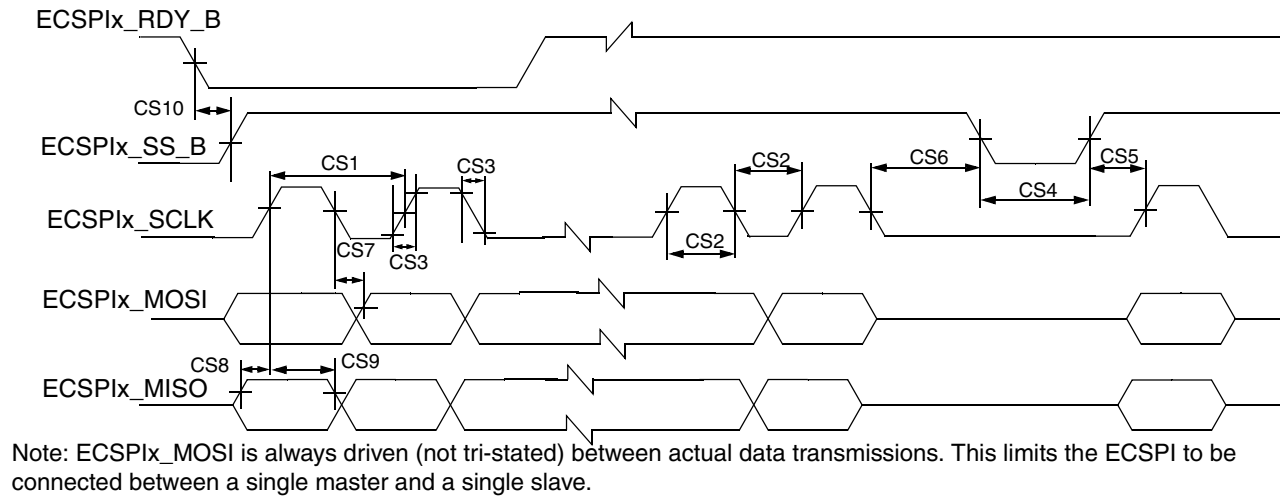 ECSPIx_RDY_B
CS10
ECSPIx_SS_B
CS1
CS3
CS2
CS6
CS5
CS4
ECSPIx_SCLK
CS7
CS3
CS2
ECSPIx_MOSI
CS8
CS9
ECSPIx_MISO
Note: ECSPIx_MOSI is always driven (not tri-stated) between actual data transmissions. This limits the ECSPI to be
connected between a single master and a single slave.